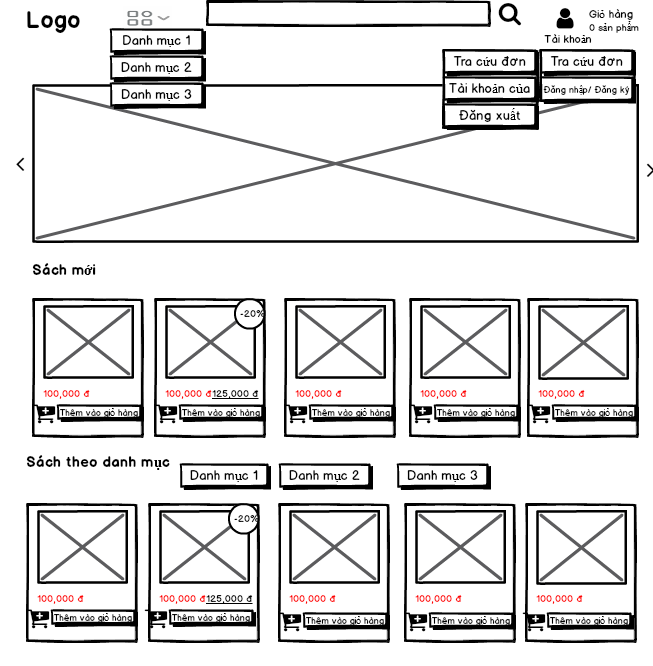 Logo
Giỏ hàng
0 sản phẩm
Tài khoản
Danh mục 1
Danh mục 2
Danh mục 3
Tra cứu đơn
Tài khoản của
Đăng xuất
Tra cứu đơn
Đăng nhập/ Đăng ký
Sách mới
-20%
100,000 đ
100,000 đ 125,000 đ
100,000 đ
100,000 đ
100,000 đ
Thêm vào giỏ hàng
Thêm vào giỏ hàng
Thêm vào giỏ hàng
Thêm vào giỏ hàng
Thêm vào giỏ hàng
Sách theo danh mục
Danh mục 1
Danh mục 2
Danh mục 3
-20%
100,000 đ
100,000 đ 125,000 đ
100,000 đ
100,000 đ
100,000 đ
Thêm vào giỏ hàng
Thêm vào giỏ hàng
Thêm vào giỏ hàng
Thêm vào giỏ hàng
Thêm vào giỏ hàng